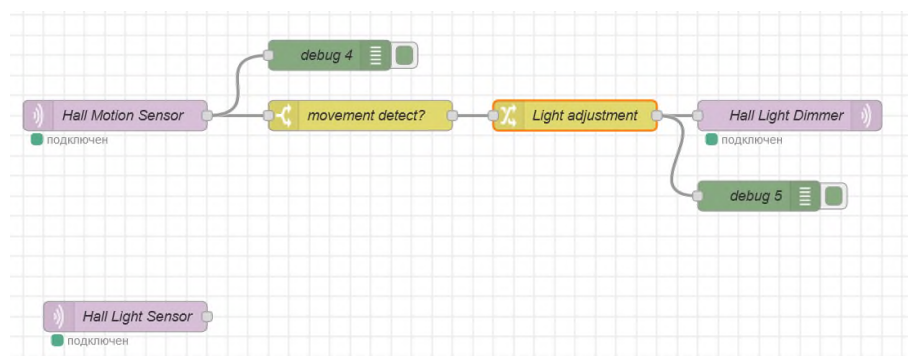 debug 4
Hall Motion Sensor
movement detect?
Light adjustment
Hall Light Dimmer
подключен
подключен
debug 5
Hall Light Sensor
подключен